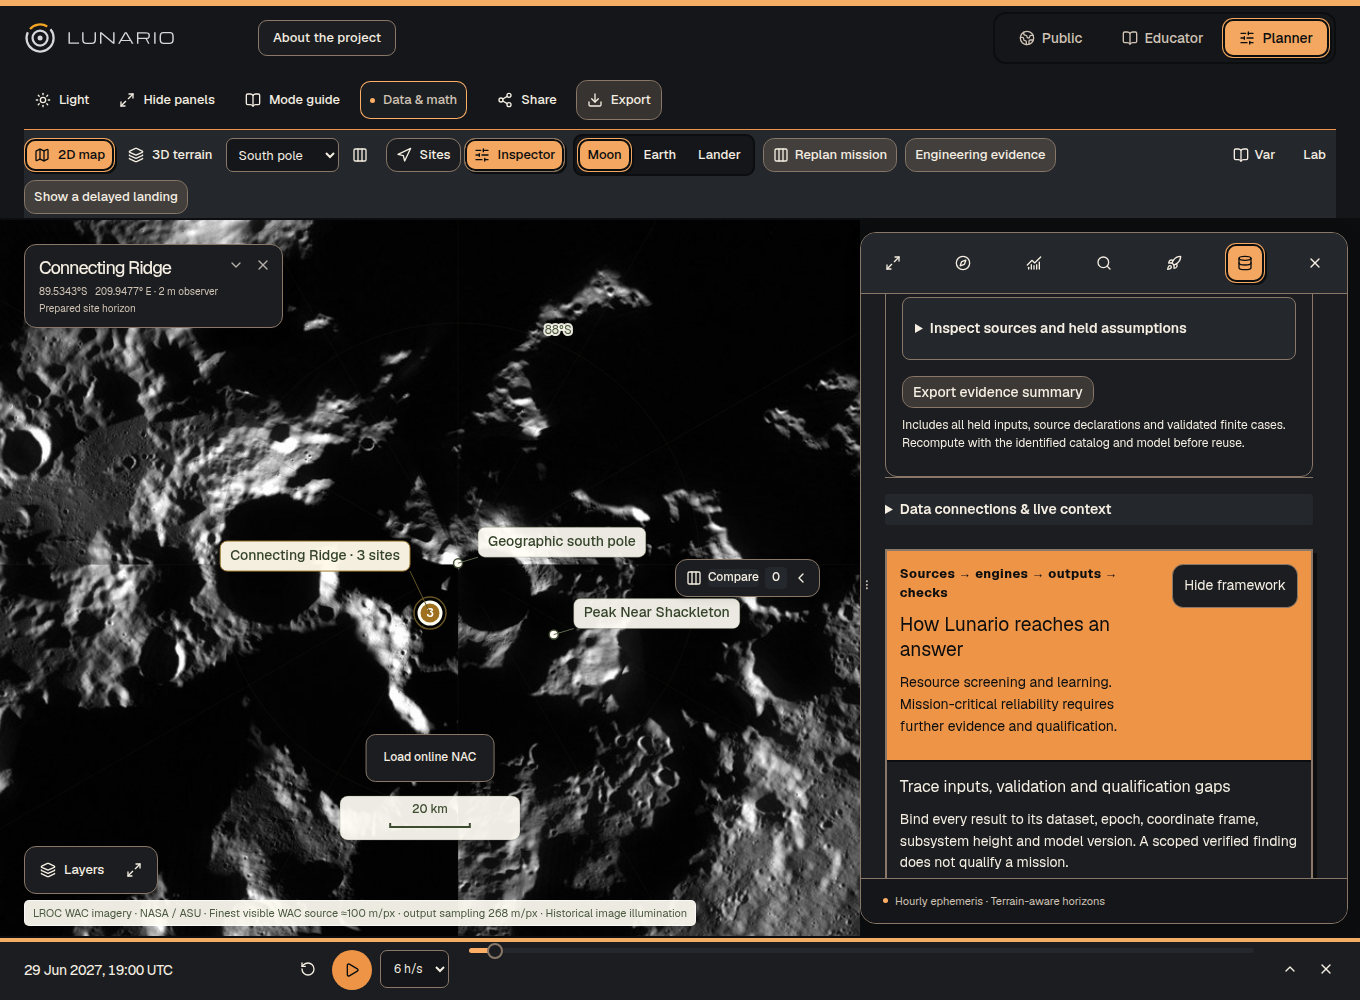 LUNARIO
About the project
Public
Educator
Planner
Light
Hide panels
Mode guide
Data & math
Share
Export
2D map
3D terrain
South pole
Sites
Inspector
Moon
Earth
Lander
Replan mission
Engineering evidence
Var
Lab
Show a delayed landing
Connecting Ridge
89.5343°S 209.9477° E · 2 m observer
Prepared site horizon
88°S
Geographic south pole
Connecting Ridge · 3 sites
Compare 0
Peak Near Shackleton
3
Load online NAC
20 km
Layers
LROC WAC imagery · NASA / ASU · Finest visible WAC source ≈100 m/px · output sampling 268 m/px · Historical image illumination
Inspect sources and held assumptions
Export evidence summary
Includes all held inputs, source declarations and validated finite cases.
Recompute with the identified catalog and model before reuse.
Data connections & live context
Sources → engines → outputs →
checks
Hide framework
How Lunario reaches an
answer
Resource screening and learning.
Mission-critical reliability requires
further evidence and qualification.
Trace inputs, validation and qualification gaps
Bind every result to its dataset, epoch, coordinate frame,
subsystem height and model version. A scoped verified finding
does not qualify a mission.
Hourly ephemeris · Terrain-aware horizons
29 Jun 2027, 19:00 UTC
6 h/s